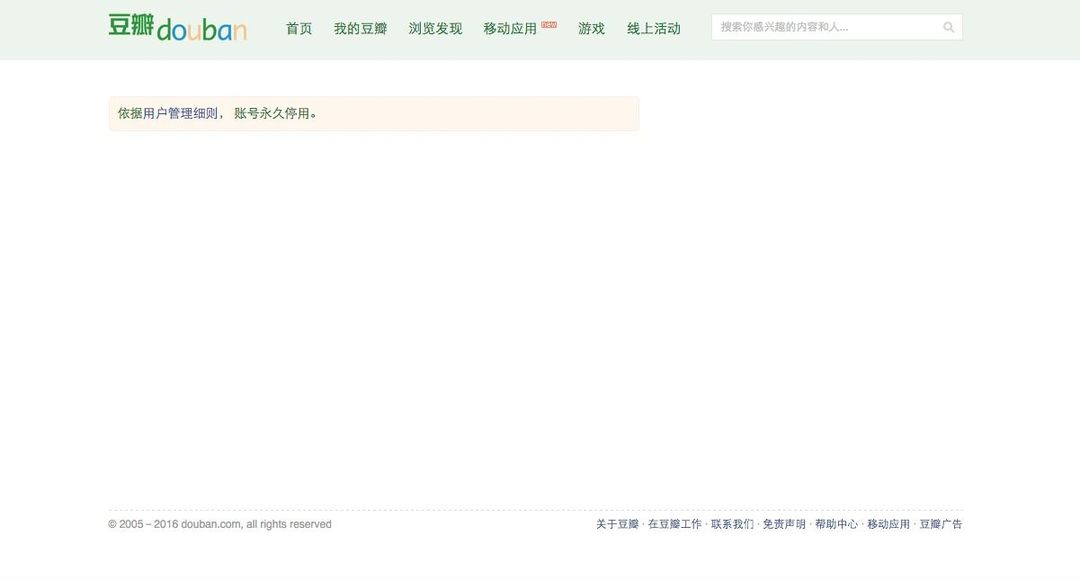 豆瓣douban 首页 我的豆瓣 浏览发现 移动应用 new 游戏 线上活动 搜索你感兴趣的内容和人...
依据用户管理细则， 账号永久停用。
© 2005－2016 douban.com, all rights reserved 关于豆瓣 · 在豆瓣工作 · 联系我们 · 免责声明 · 帮助中心 · 移动应用 · 豆瓣广告